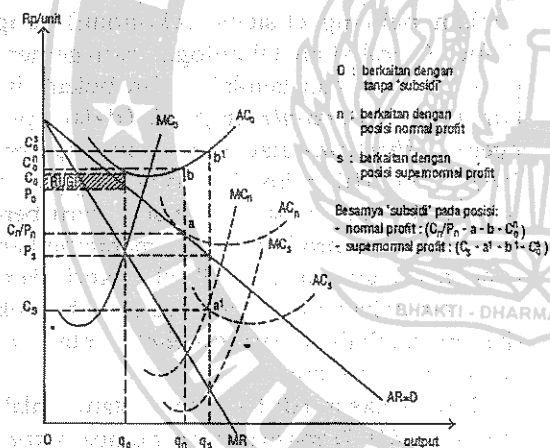 Rp/unit
MC₀
AC₀
C₀ˢ
b¹
C₀ⁿ
b
C₀
P₀
MCₙ
ACₙ
Cₙ/Pₙ
a
MCₛ
Pₛ
ACₛ
Cₛ
a¹
AR=D
0
q₀
qₙ
qₛ
MR
output
0 : berkaitan dengan
tanpa "subsidi"
n : berkaitan dengan
posisi normal profit
s : berkaitan dengan
posisi supernormal profit
Besarnya "subsidi" pada posisi:
- normal profit : (Cₙ/Pₙ - a - b - C₀ⁿ)
- supernormal profit : (Cₛ - a¹ - b¹ - C₀ˢ)
BHAKTI - DHARMA